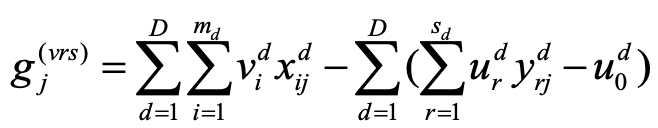 g_j^{(vrs)} = \sum_{d=1}^{D} \sum_{i=1}^{m_d} v_i^d x_{ij}^d - \sum_{d=1}^{D} ( \sum_{r=1}^{s_d} u_r^d y_{rj}^d - u_0^d )